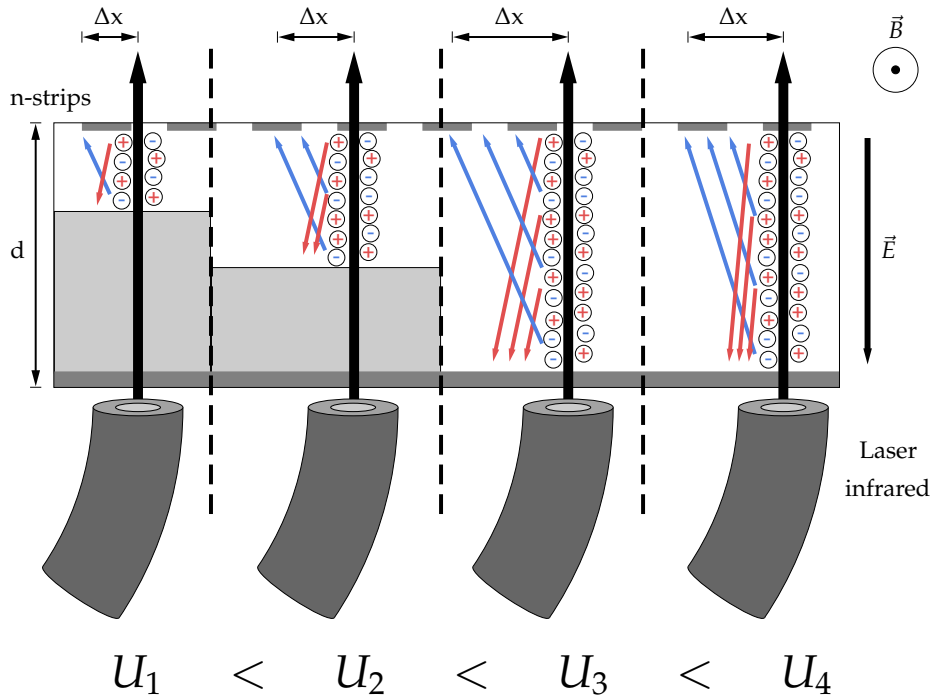 Δx Δx Δx Δx
B⃗
n-strips
d
E⃗
Laser
infrared
U₁ < U₂ < U₃ < U₄